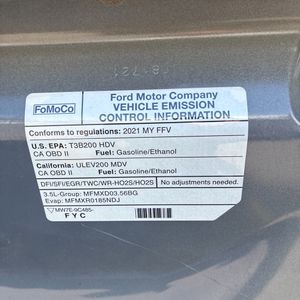 FoMoCo
Ford Motor Company
VEHICLE EMISSION
CONTROL INFORMATION
Conforms to regulations: 2021 MY FFV
U.S. EPA: T3B200 HDV
CA OBD II Fuel: Gasoline/Ethanol
California: ULEV200 MDV
CA OBD II Fuel: Gasoline/Ethanol
DFI/SFI/EGR/TWC/WR-HO2S/HO2S No adjustments needed.
3.5L-Group: MFMXD03.56BG
Evap: MFMXR0185NDJ
MW7E-9C485-
FYC